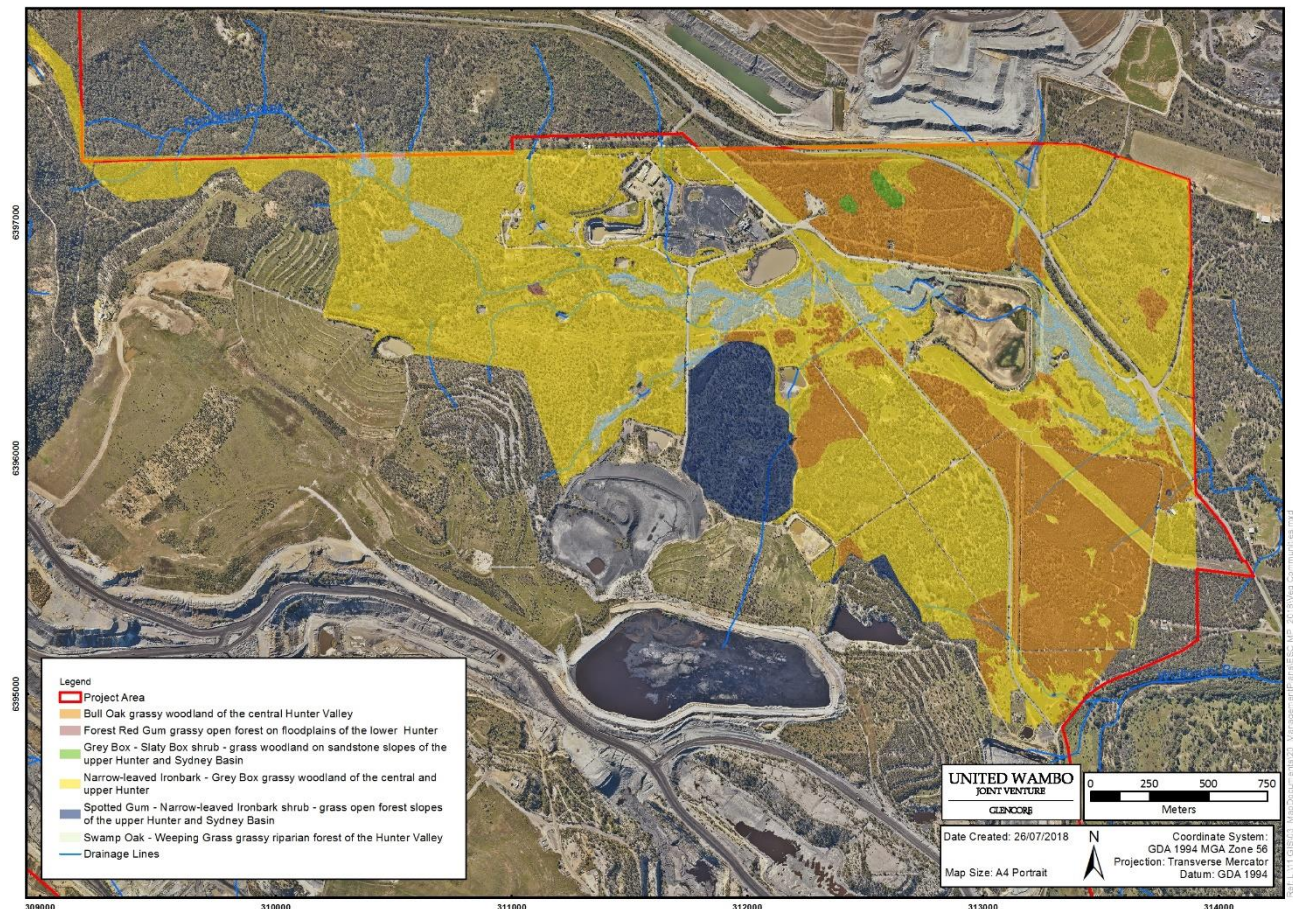 6397000
6396000
6395000
Legend
Project Area
Bull Oak grassy woodland of the central Hunter Valley
Forest Red Gum grassy open forest on floodplains of the lower Hunter
Grey Box - Slaty Box shrub - grass woodland on sandstone slopes of the
upper Hunter and Sydney Basin
Narrow-leaved Ironbark - Grey Box grassy woodland of the central and
upper Hunter
Spotted Gum - Narrow-leaved Ironbark shrub - grass open forest slopes
of the upper Hunter and Sydney Basin
Swamp Oak - Weeping Grass grassy riparian forest of the Hunter Valley
Drainage Lines
UNITED WAMBO
JOINT VENTURE
GLENCORE
0 250 500 750
Meters
Date Created: 26/07/2018
Map Size: A4 Portrait
N
Coordinate System:
GDA 1994 MGA Zone 56
Projection: Transverse Mercator
Datum: GDA 1994
309000 310000 311000 312000 313000 314000